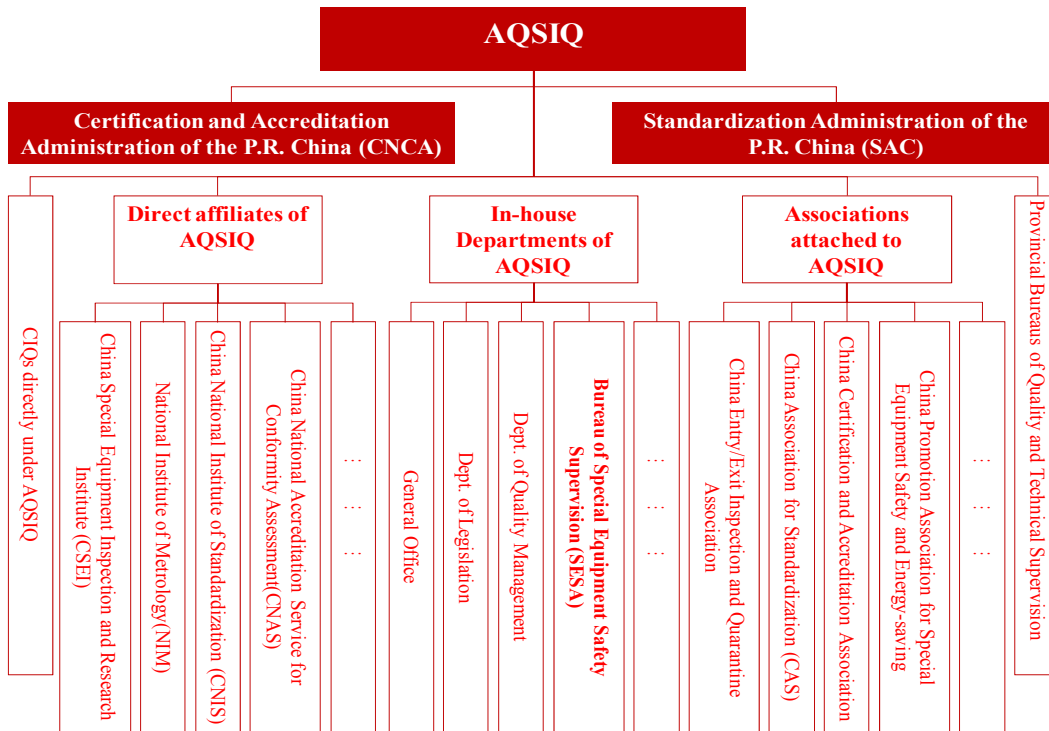 AQSIQ
Certification and Accreditation
Administration of the P.R. China (CNCA)
Standardization Administration of the
P.R. China (SAC)
CIQs directly under AQSIQ
Direct affiliates of
AQSIQ
In-house
Departments of
AQSIQ
Associations
attached to
AQSIQ
Provincial Bureaus of Quality and Technical Supervision
China Special Equipment Inspection and Research
Institute (CSEI)
National Institute of Metrology(NIM)
China National Institute of Standardization (CNIS)
China National Accreditation Service for
Conformity Assessment(CNAS)
... ... ...
General Office
Dept. of Legislation
Dept. of Quality Management
Bureau of Special Equipment Safety
Supervision (SESA)
... ... ...
China Entry/Exit Inspection and Quarantine
Association
China Association for Standardization (CAS)
China Certification and Accreditation Association
China Promotion Association for Special
Equipment Safety and Energy-saving
... ... ...